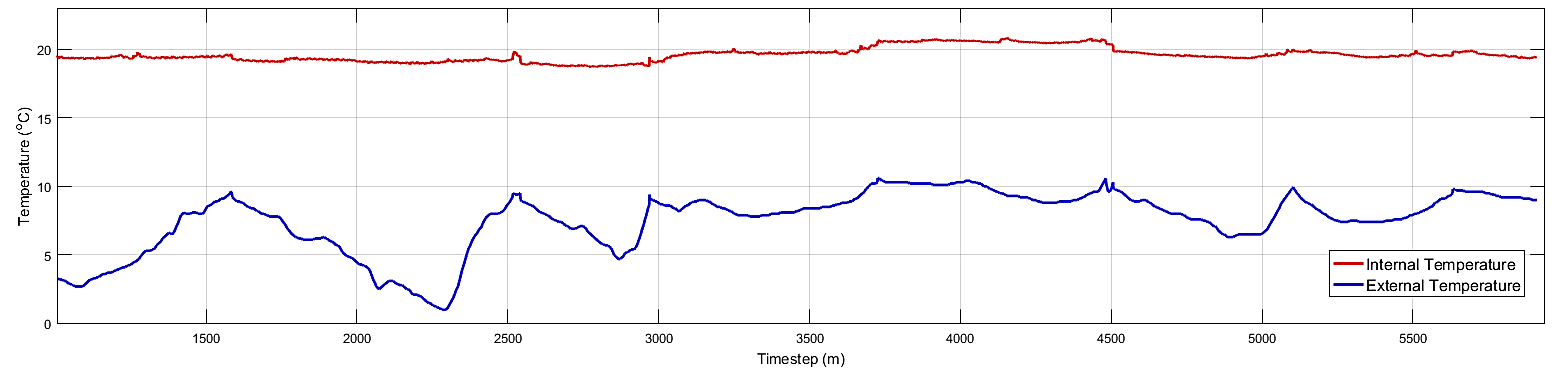 20
15
10
5
0
Temperature (°C)
1500 2000 2500 3000 3500 4000 4500 5000 5500
Timestep (m)
Internal Temperature
External Temperature